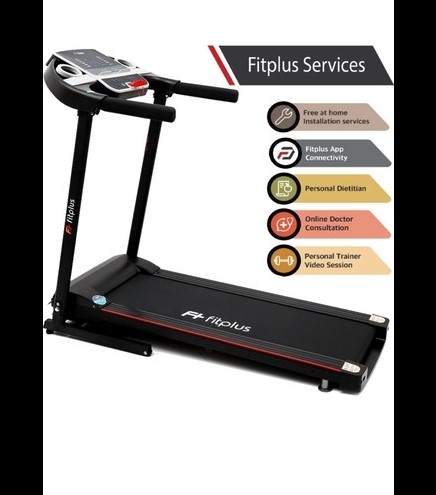 Fitplus Services
Free at home
Installation services
Fitplus App
Connectivity
Personal Dietitian
Online Doctor
Consultation
Personal Trainer
Video Session
fitplus
fitplus